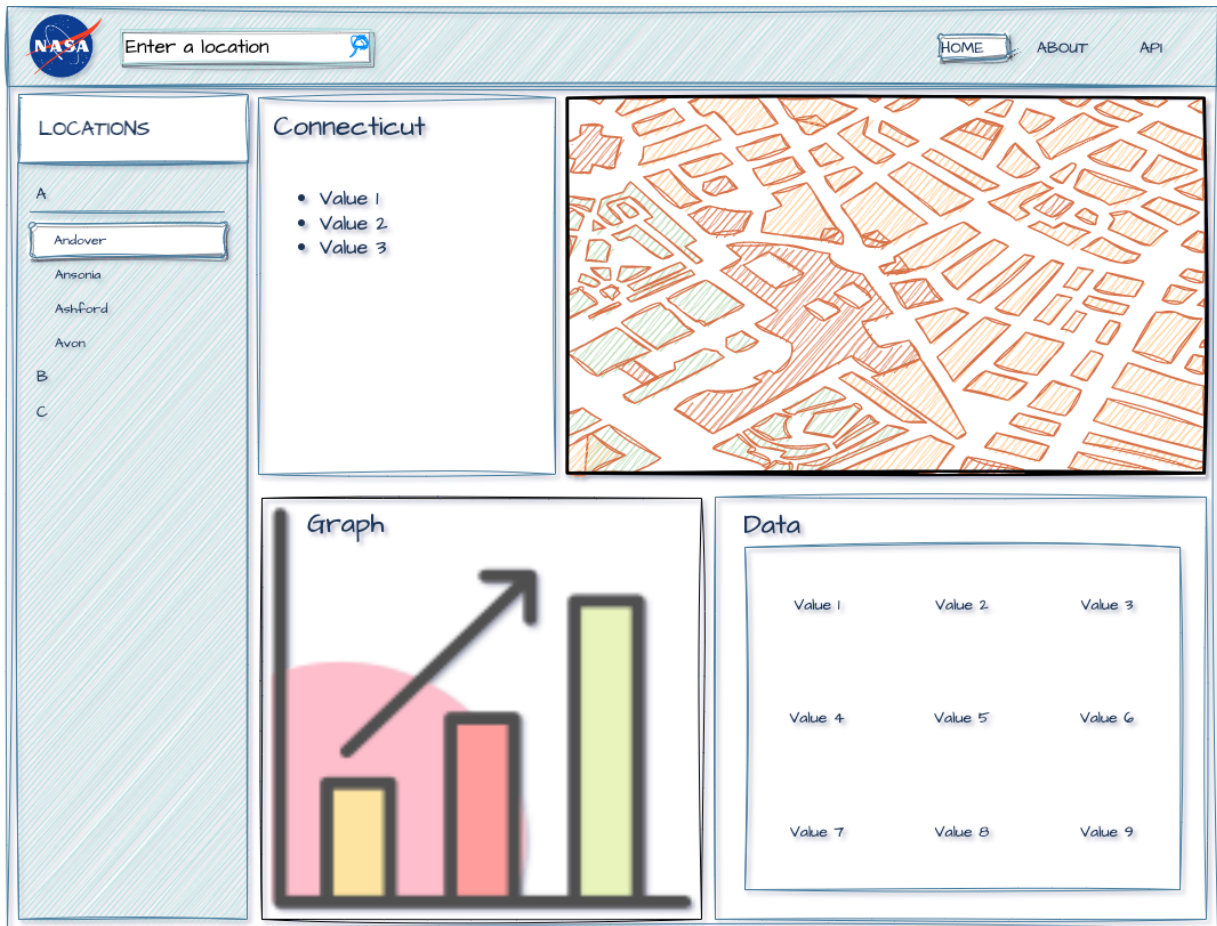 NASA
Enter a location
HOME ABOUT API
LOCATIONS
A
Andover
Ansonia
Ashford
Avon
B
C
Connecticut
Value 1
Value 2
Value 3
Graph
Data
Value 1 Value 2 Value 3
Value 4 Value 5 Value 6
Value 7 Value 8 Value 9